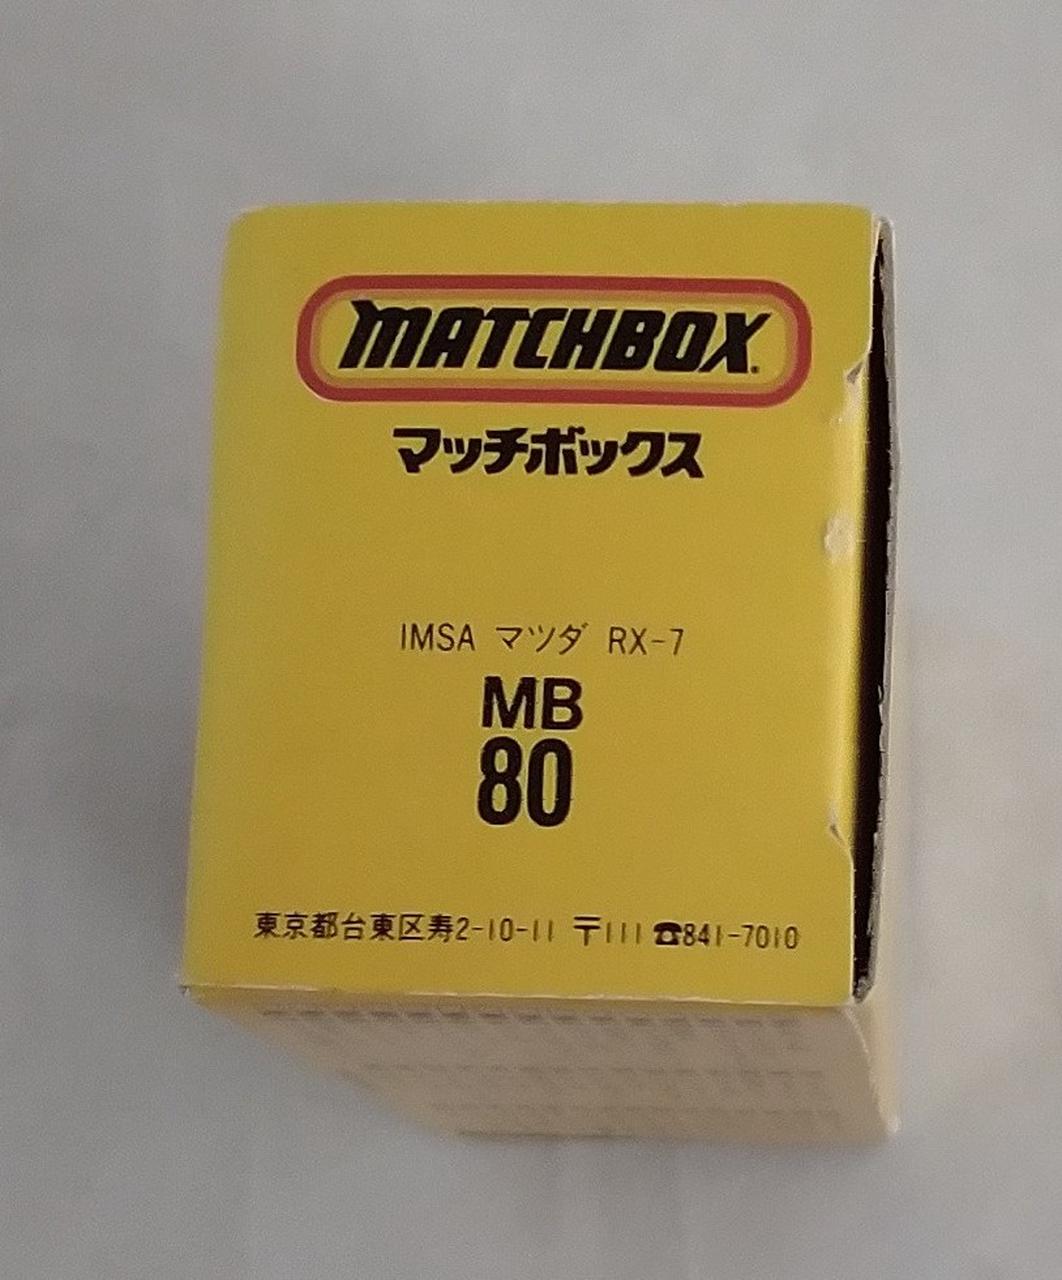 MATCHBOX.
マッチボックス
IMSA マツダ RX-7
MB
80
東京都台東区寿2-10-11 〒111 ☎841-7010